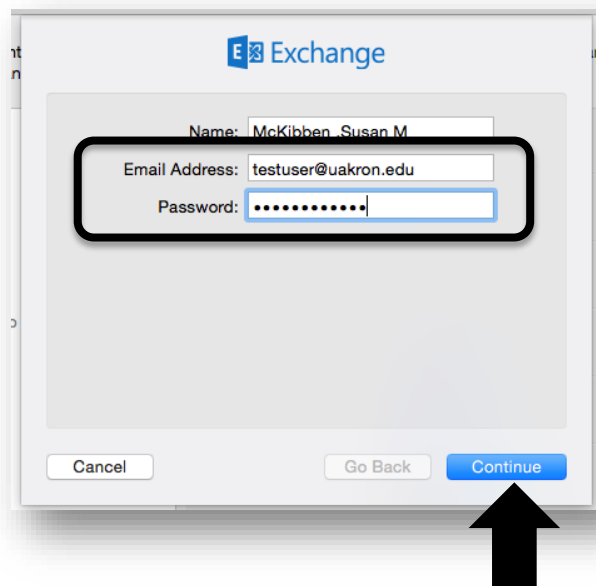 E Exchange
Name: McKibben ,Susan M
Email Address: testuser@uakron.edu
Password: ••••••••••••
Cancel Go Back Continue